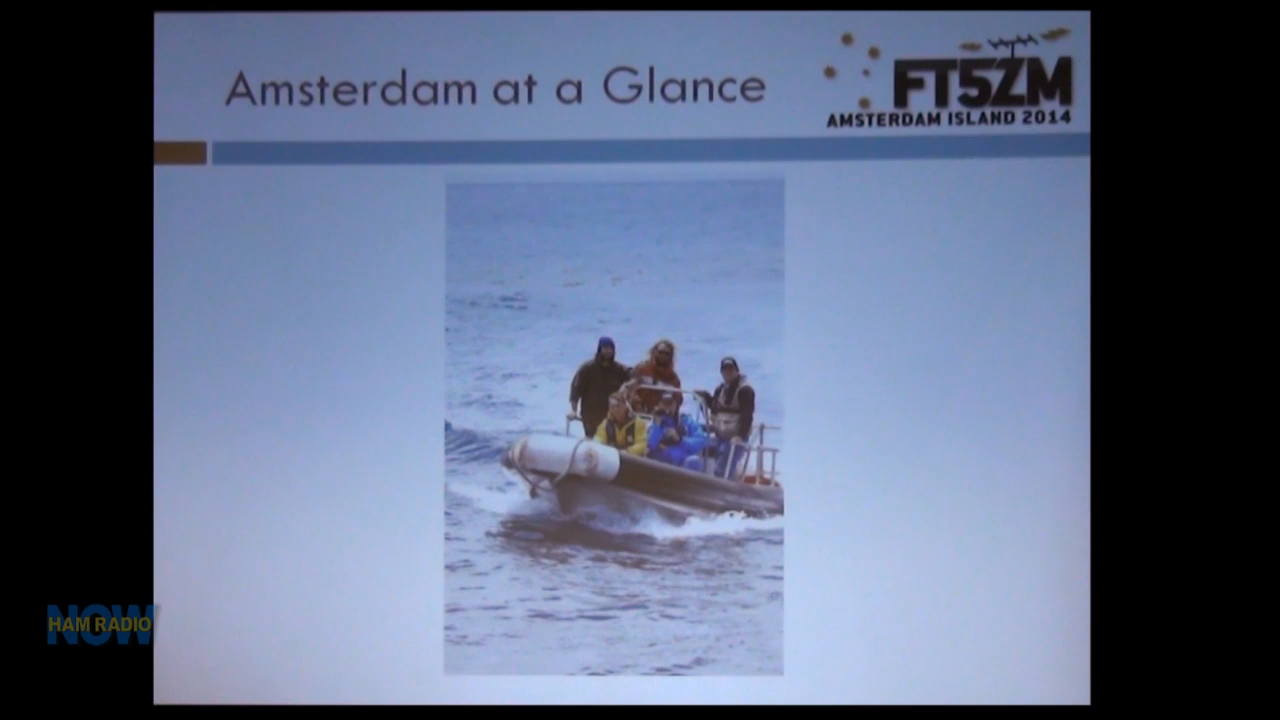 Amsterdam at a Glance
FT5ZM
AMSTERDAM ISLAND 2014
NOW
HAM RADIO